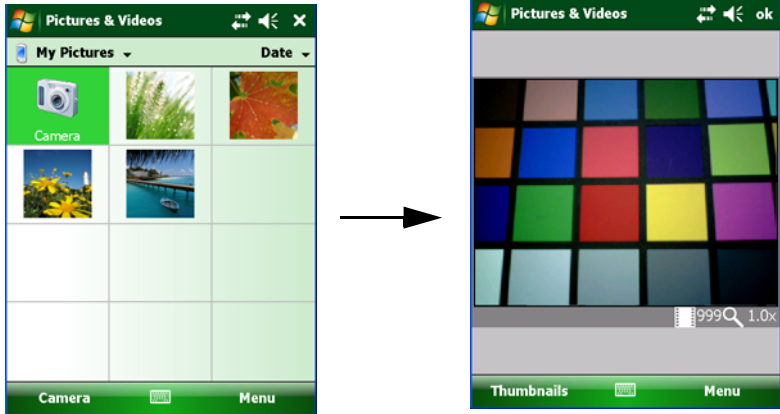 Pictures & Videos
My Pictures Date
Camera
Camera Menu
Pictures & Videos ok
999 1.0x
Thumbnails Menu